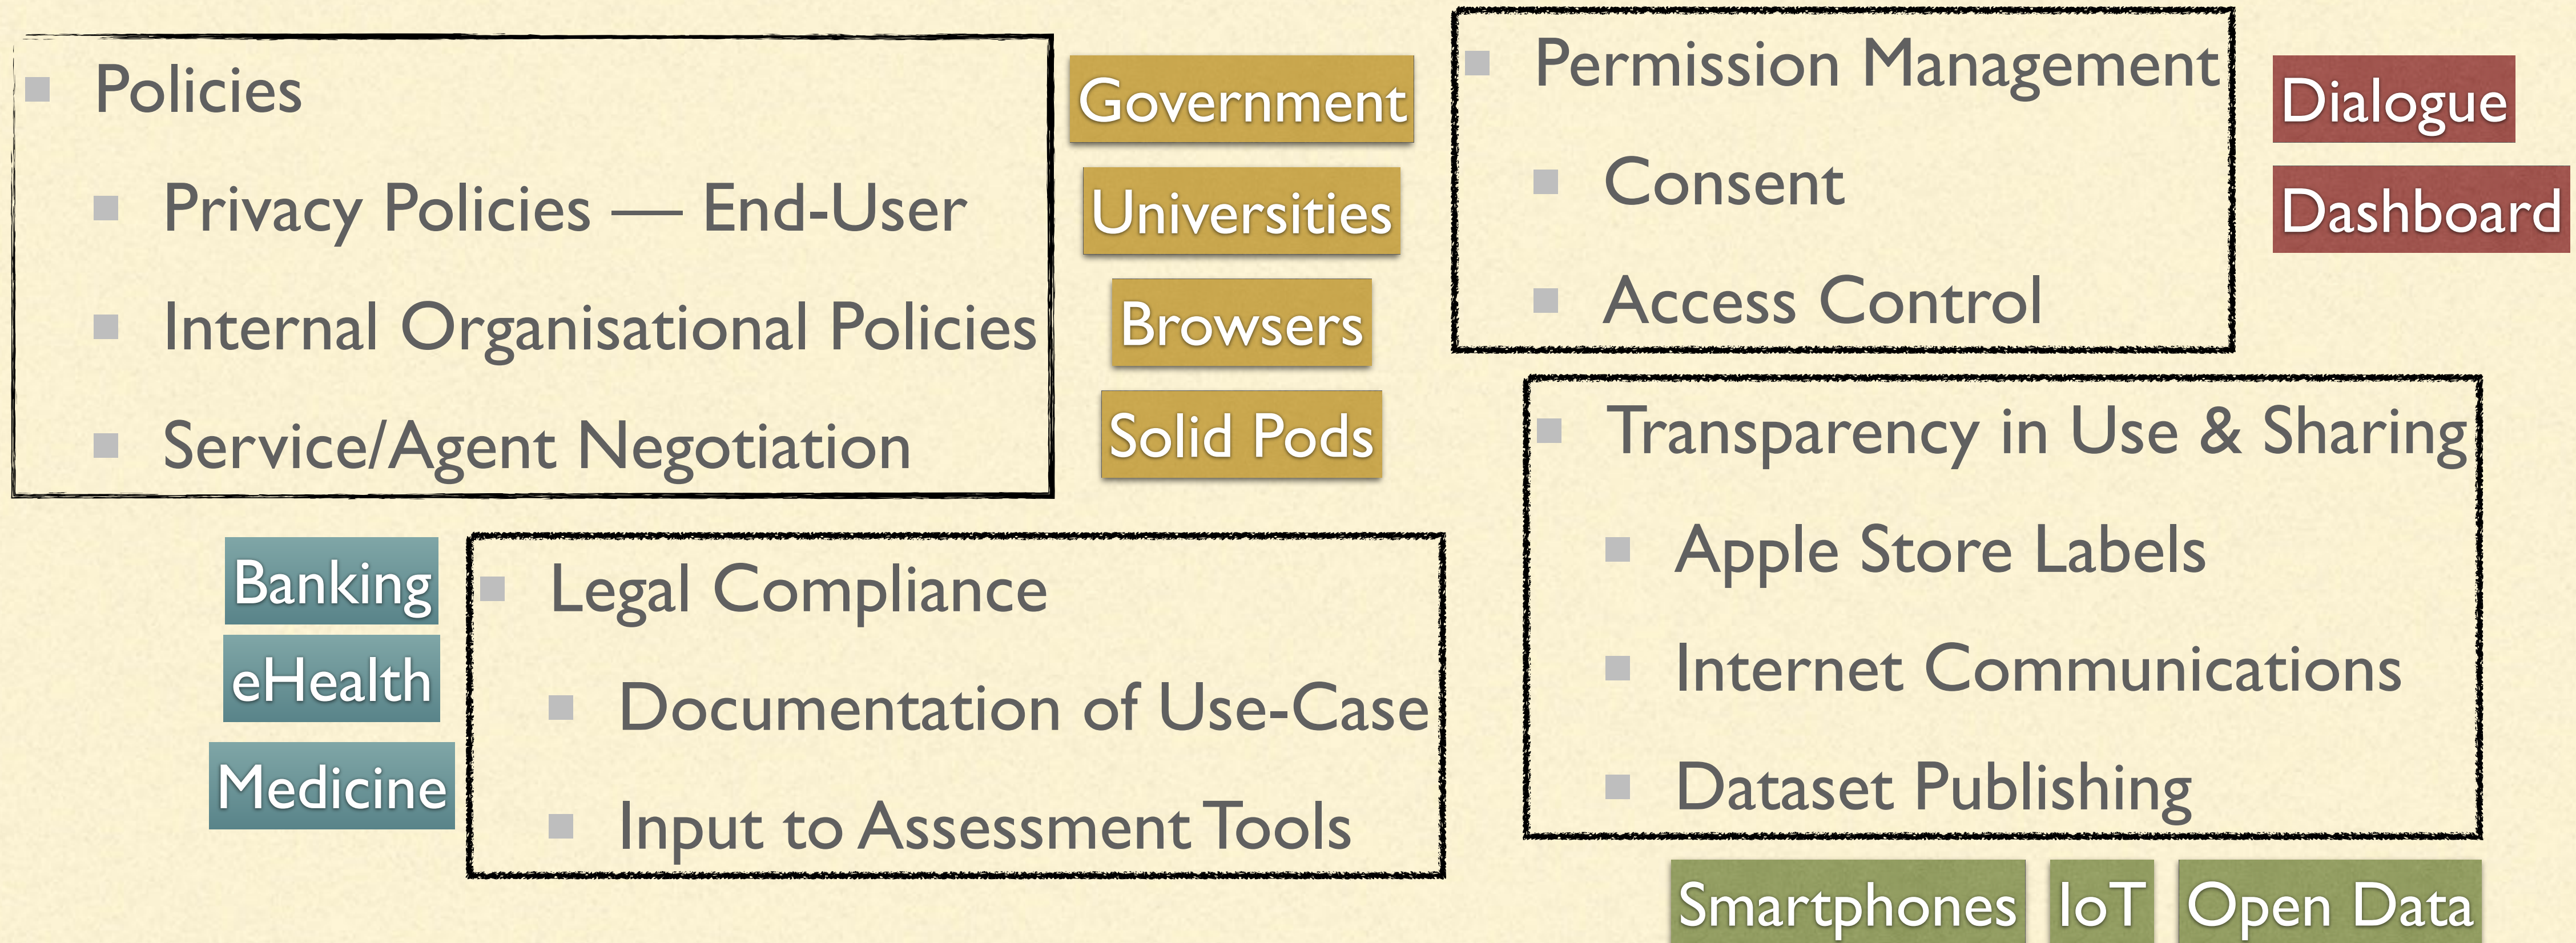 Policies
Privacy Policies — End-User
Internal Organisational Policies
Service/Agent Negotiation
Government
Universities
Browsers
Solid Pods
Permission Management
Consent
Access Control
Dialogue
Dashboard
Banking
eHealth
Medicine
Legal Compliance
Documentation of Use-Case
Input to Assessment Tools
Transparency in Use & Sharing
Apple Store Labels
Internet Communications
Dataset Publishing
Smartphones
IoT
Open Data